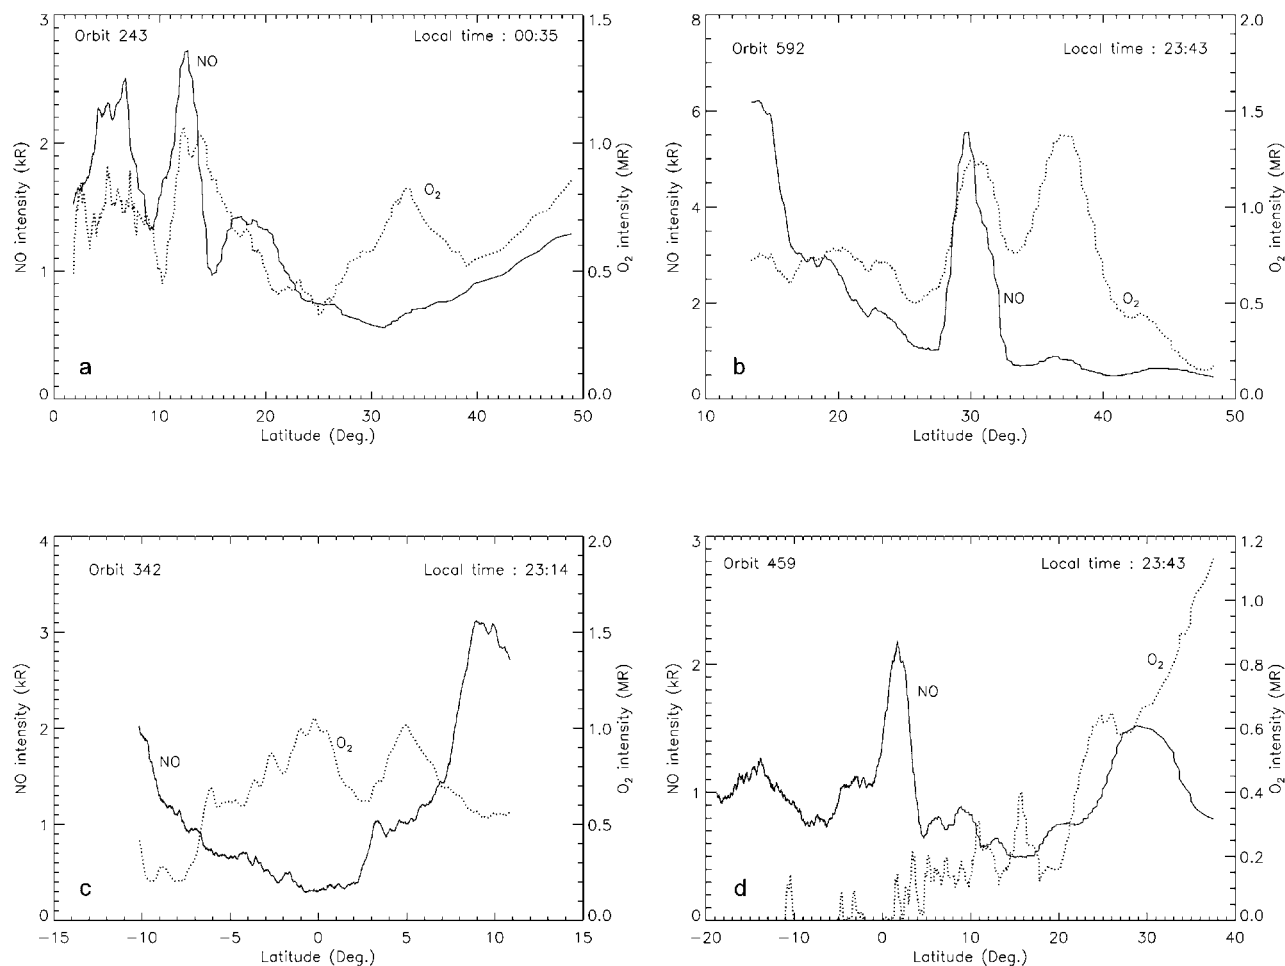 Orbit 243 Local time : 00:35
NO
O₂
a
3
2
1
0
1.5
1.0
0.5
0.0
0 10 20 30 40 50
NO intensity (kR)
O₂ intensity (MR)
Latitude (Deg.)
Orbit 592 Local time : 23:43
NO
O₂
b
8
6
4
2
0
2.0
1.5
1.0
0.5
0.0
10 20 30 40 50
NO intensity (kR)
O₂ intensity (MR)
Latitude (Deg.)
Orbit 342 Local time : 23:14
NO
O₂
c
4
3
2
1
0
2.0
1.5
1.0
0.5
0.0
−15 −10 −5 0 5 10 15
NO intensity (kR)
O₂ intensity (MR)
Latitude (Deg.)
Orbit 459 Local time : 23:43
NO
O₂
d
3
2
1
0
1.2
1.0
0.8
0.6
0.4
0.2
0.0
−20 −10 0 10 20 30 40
NO intensity (kR)
O₂ intensity (MR)
Latitude (Deg.)